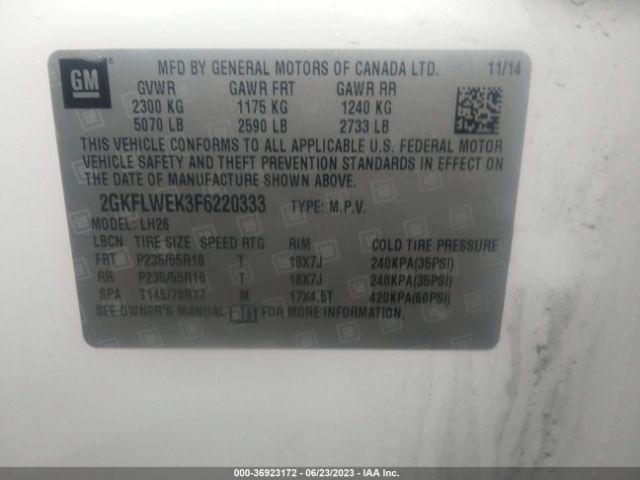 GM
MFD BY GENERAL MOTORS OF CANADA LTD. 11/14
GVWR GAWR FRT GAWR RR
2300 KG 1175 KG 1240 KG
5070 LB 2590 LB 2733 LB
THIS VEHICLE CONFORMS TO ALL APPLICABLE U.S. FEDERAL MOTOR
VEHICLE SAFETY AND THEFT PREVENTION STANDARDS IN EFFECT ON
THE DATE OF MANUFACTURE SHOWN ABOVE.
2GKFLWEK3F6220333 TYPE: M.P.V.
MODEL: LH26
LBCN TIRE SIZE SPEED RTG RIM COLD TIRE PRESSURE
FRT P235/55R18 T 18X7J 240KPA(35PSI)
RR P235/55R18 T 18X7J 240KPA(35PSI)
SPA T145/70R17 M 17X4.5T 420KPA(60PSI)
SEE OWNER'S MANUAL FOR MORE INFORMATION.
000-36923172 - 06/23/2023 - IAA Inc.